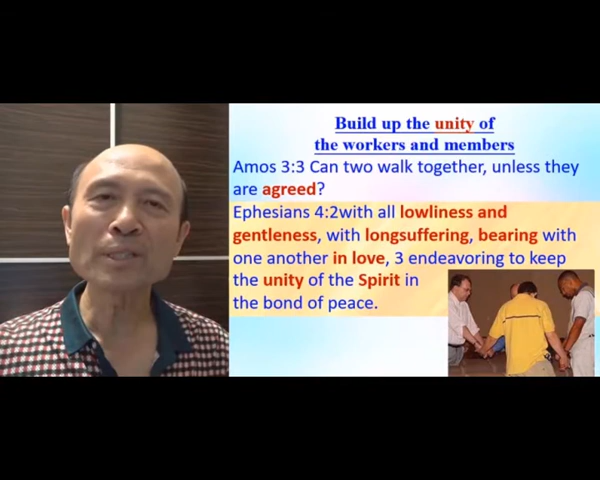 Build up the unity of
the workers and members
Amos 3:3 Can two walk together, unless they
are agreed?
Ephesians 4:2with all lowliness and
gentleness, with longsuffering, bearing with
one another in love, 3 endeavoring to keep
the unity of the Spirit in
the bond of peace.